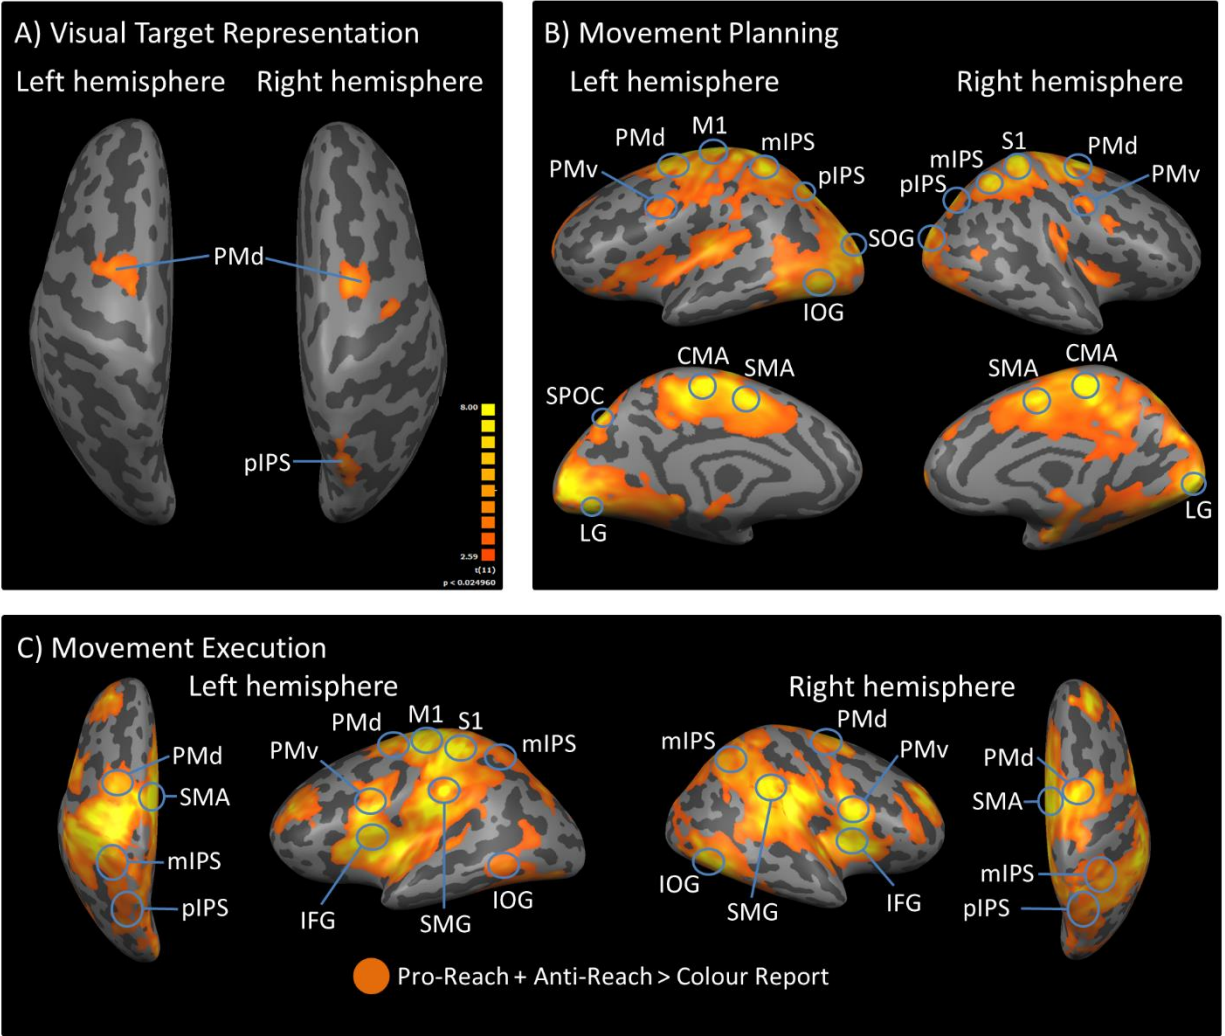 A) Visual Target Representation
Left hemisphere Right hemisphere
PMd
pIPS
8.00
2.59
t(11)
p < 0.024960
B) Movement Planning
Left hemisphere Right hemisphere
PMd M1 mIPS
PMv pIPS
SOG
IOG
mIPS S1 PMd
pIPS PMv
CMA SMA
SPOC
LG
SMA CMA
LG
C) Movement Execution
Left hemisphere Right hemisphere
PMd
SMA
mIPS
pIPS
PMd M1 S1 mIPS
PMv
IFG SMG IOG
mIPS PMd
PMv
IOG SMG IFG
PMd
SMA
mIPS
pIPS
Pro-Reach + Anti-Reach > Colour Report